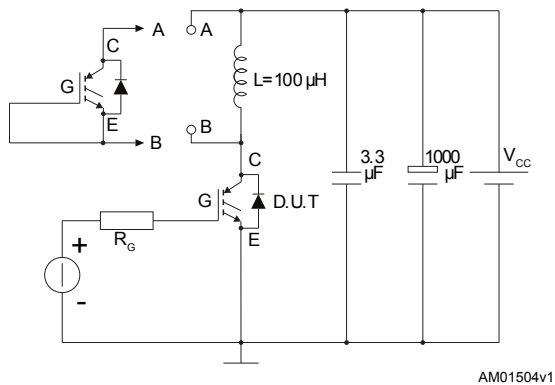 A
A
C
G
L=100 µH
E
B
B
C
3.3
µF
1000
µF
V_CC
G
D.U.T
E
R_G
+
-
AM01504v1